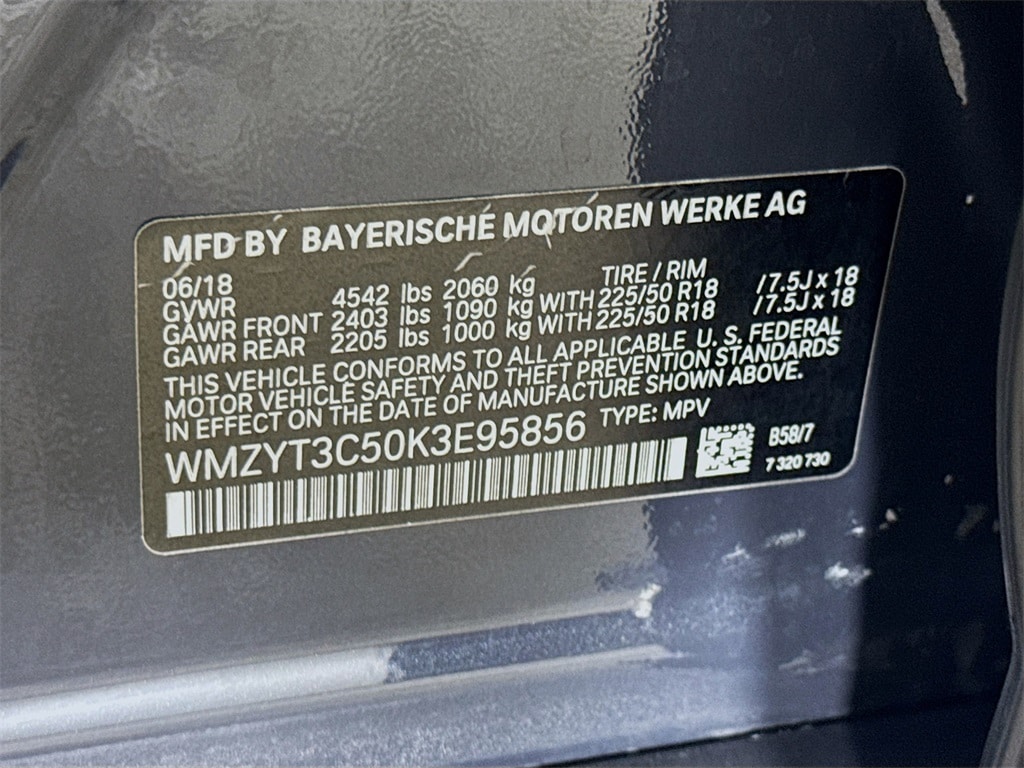 MFD BY BAYERISCHE MOTOREN WERKE AG
06/18 TIRE / RIM
GVWR 4542 lbs 2060 kg
GAWR FRONT 2403 lbs 1090 kg WITH 225/50 R18 /7.5J x 18
GAWR REAR 2205 lbs 1000 kg WITH 225/50 R18 /7.5J x 18
THIS VEHICLE CONFORMS TO ALL APPLICABLE U. S. FEDERAL
MOTOR VEHICLE SAFETY AND THEFT PREVENTION STANDARDS
IN EFFECT ON THE DATE OF MANUFACTURE SHOWN ABOVE.
WMZYT3C50K3E95856 TYPE: MPV
B58/7
7 320 730